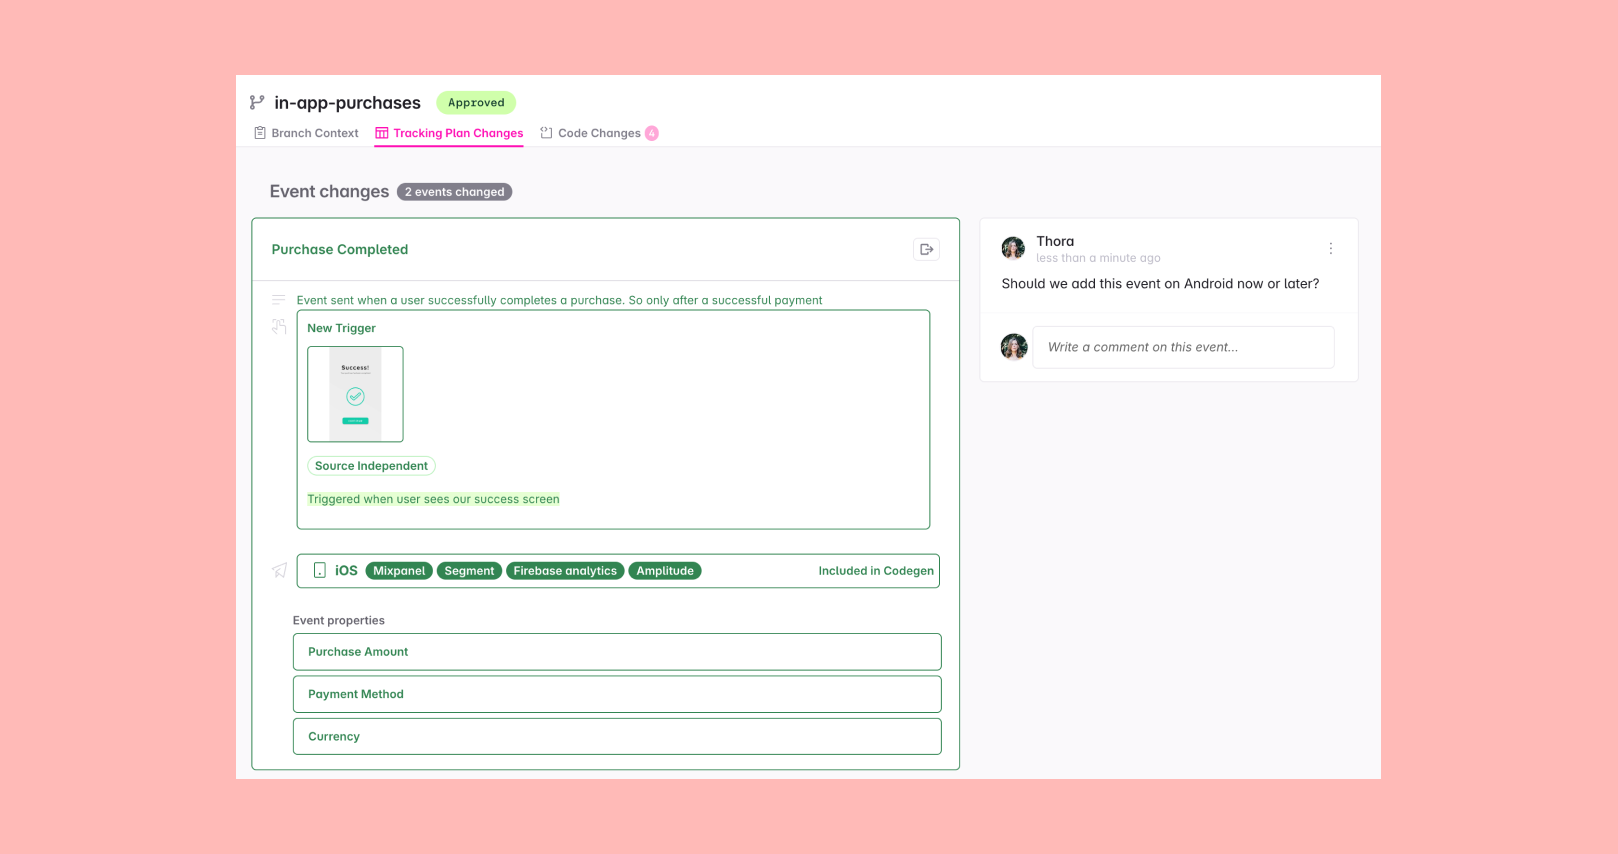 in-app-purchases Approved
Branch Context Tracking Plan Changes Code Changes 4
Event changes 2 events changed
Purchase Completed
Event sent when a user successfully completes a purchase. So only after a successful payment
New Trigger
Success!
Source Independent
Triggered when user sees our success screen
iOS Mixpanel Segment Firebase analytics Amplitude Included in Codegen
Event properties
Purchase Amount
Payment Method
Currency
Thora
less than a minute ago
Should we add this event on Android now or later?
Write a comment on this event...